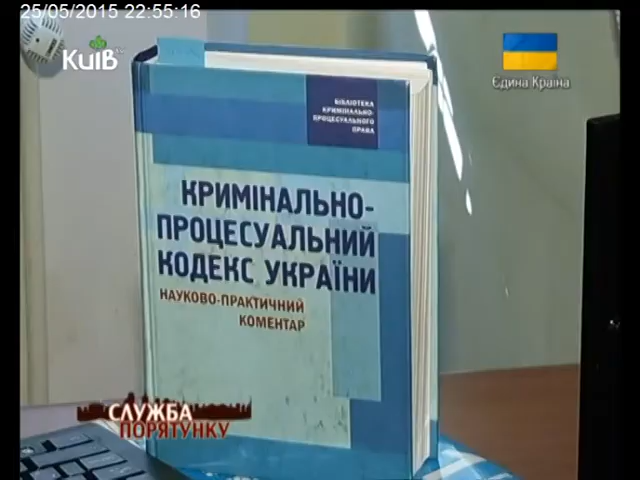 25/05/2015 22:55:16
КиїВ
Єдина Країна
БІБЛІОТЕКА
КРИМІНАЛЬНО-
ПРОЦЕСУАЛЬНОГО
ПРАВА
КРИМІНАЛЬНО-
ПРОЦЕСУАЛЬНИЙ
КОДЕКС УКРАЇНИ
НАУКОВО-ПРАКТИЧНИЙ
КОМЕНТАР
СЛУЖБА
ПОРЯТУНКУ